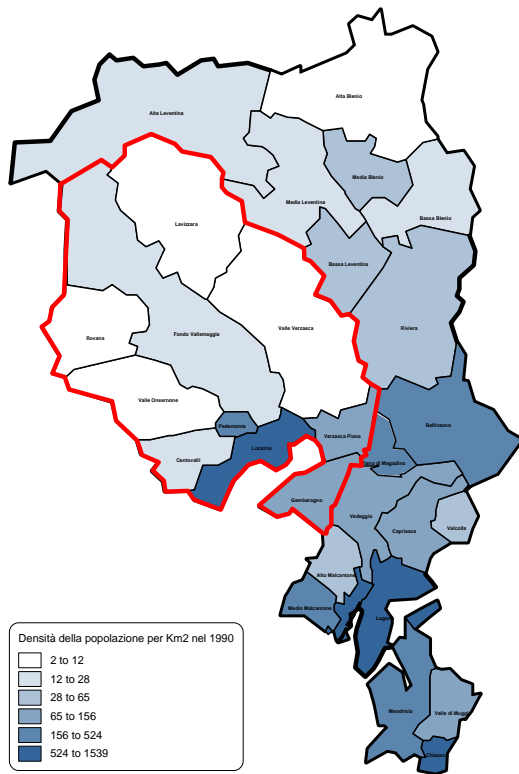 Alta Blenio
Alta Leventina
Media Blenio
Media Leventina
Bassa Blenio
Lavizzara
Bassa Leventina
Riviera
Valle Verzasca
Fondo Vallemaggia
Rovana
Valle Onsernone
Pedemonte
Bellinzona
Verzasca Piano
Locarno
Centovalli
Piano di Magadino
Gambarogno
Vedeggio
Valcolla
Capriasca
Alto Malcantone
Medio Malcantone
Lugano
Mendrisio
Valle di Muggio
Chiasso
Densità della popolazione per Km2 nel 1990
2 to 12
12 to 28
28 to 65
65 to 156
156 to 524
524 to 1539